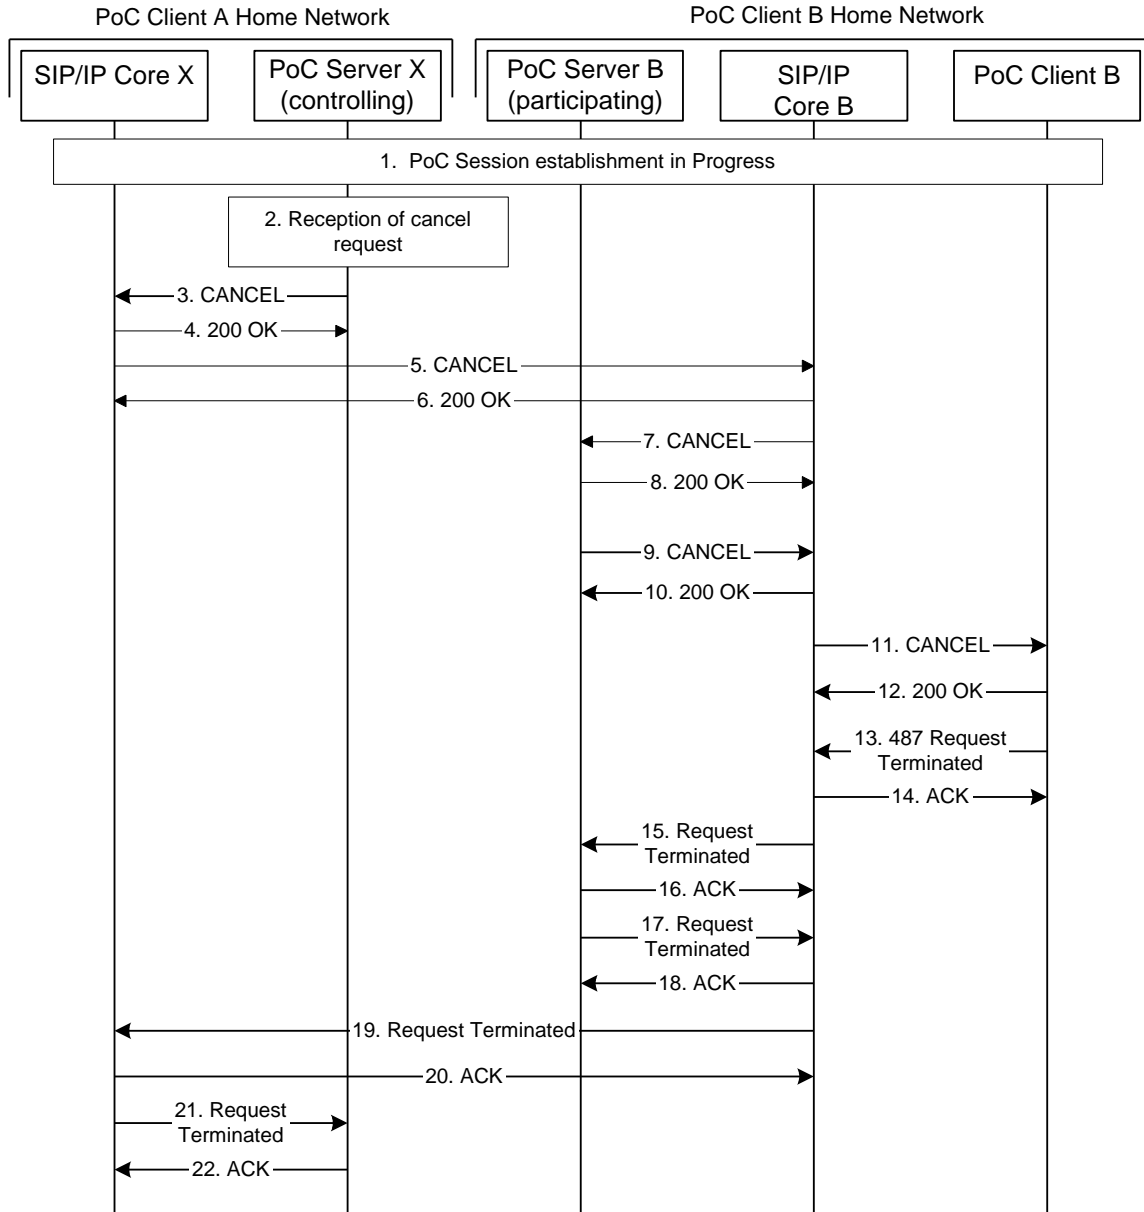 PoC Client A Home Network
PoC Client B Home Network
SIP/IP Core X
PoC Server X
(controlling)
PoC Server B
(participating)
SIP/IP
Core B
PoC Client B
1.  PoC Session establishment in Progress
2. Reception of cancel
request
3. CANCEL
4. 200 OK
5. CANCEL
6. 200 OK
7. CANCEL
8. 200 OK
9. CANCEL
10. 200 OK
11. CANCEL
12. 200 OK
13. 487 Request
Terminated
14. ACK
15. Request
Terminated
16. ACK
17. Request
Terminated
18. ACK
19. Request Terminated
20. ACK
21. Request
Terminated
22. ACK